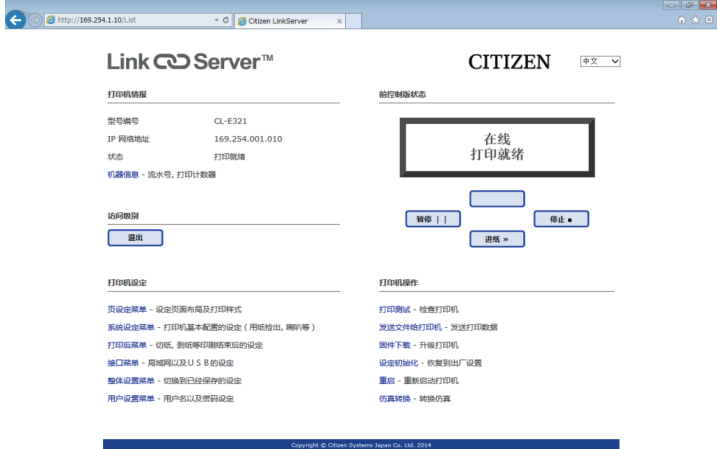 http://169.254.1.10/List
Citizen LinkServer
Link Server™
CITIZEN
中文
打印机情报
型号编号 CL-E321
IP 网络地址 169.254.001.010
状态 打印就绪
机器信息 - 流水号, 打印计数器
访问级别
退出
前控制版状态
在线
打印就绪
暂停 ||
停止 ■
进纸 »
打印机设定
页设定菜单 - 设定页面布局及打印样式
系统设定菜单 - 打印机基本配置的设定 ( 用纸检出, 喇叭等 )
打印后菜单 - 切纸, 剥纸等印刷结束后的设定
接口菜单 - 局域网以及ＵＳＢ的设定
整体设置菜单 - 切换到已经保存的设定
用户设置菜单 - 用户名以及密码设定
打印机操作
打印测试 - 检查打印机
发送文件给打印机 - 发送打印数据
固件下载 - 升级打印机
设定初始化 - 恢复到出厂设置
重启 - 重新启动打印机
仿真转换 - 转换仿真
Copyright © Citizen Systems Japan Co. Ltd. 2014